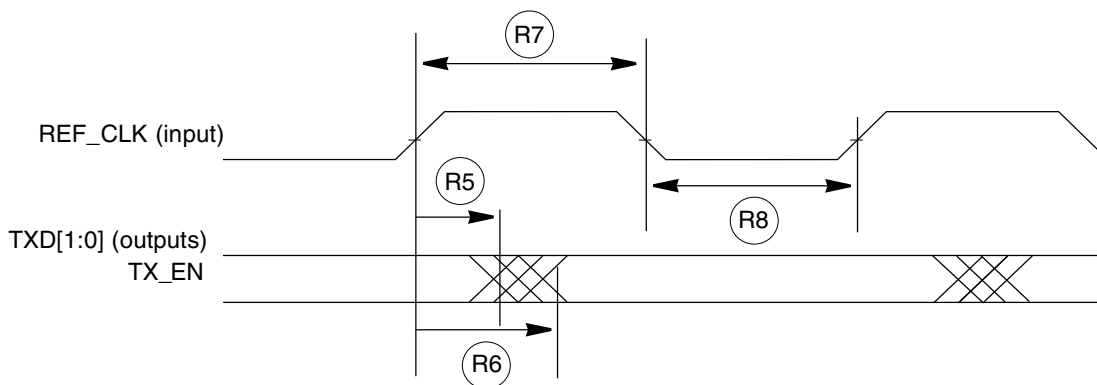 R7
REF_CLK (input)
R5
R8
TXD[1:0] (outputs)
TX_EN
R6